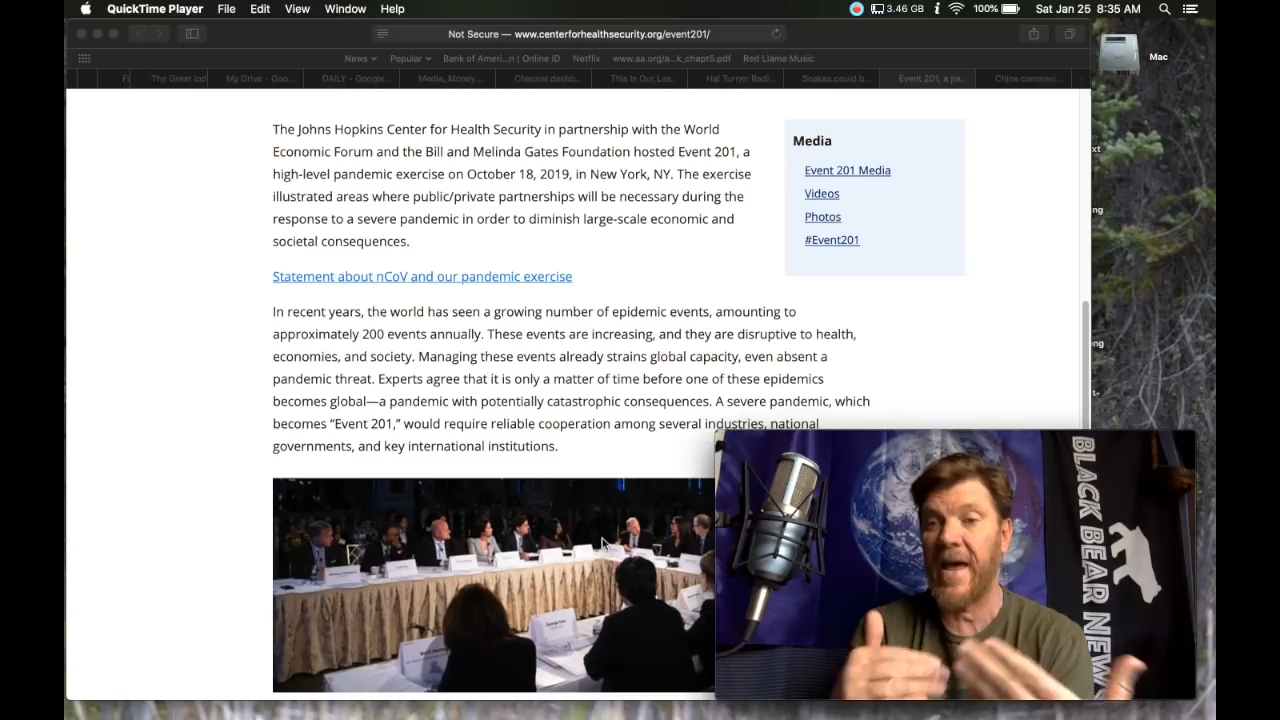 QuickTime Player File Edit View Window Help
3.46 GB 100% Sat Jan 25 8:35 AM
Not Secure — www.centerforhealthsecurity.org/event201/
Mac
News Popular Bank of Ameri...n | Online ID Netflix www.aa.org/a...k_chapt5.pdf Red Llama Music
The Great Iod My Drive - Goo... DAILY - Google... Media, Money... Channel dashb... This Is Our Las... Hal Turner Radi... Snakes could b... Event 201, a pa... China coronavi...
The Johns Hopkins Center for Health Security in partnership with the World
Economic Forum and the Bill and Melinda Gates Foundation hosted Event 201, a
high-level pandemic exercise on October 18, 2019, in New York, NY. The exercise
illustrated areas where public/private partnerships will be necessary during the
response to a severe pandemic in order to diminish large-scale economic and
societal consequences.
Media
Event 201 Media
Videos
Photos
#Event201
Statement about nCoV and our pandemic exercise
In recent years, the world has seen a growing number of epidemic events, amounting to
approximately 200 events annually. These events are increasing, and they are disruptive to health,
economies, and society. Managing these events already strains global capacity, even absent a
pandemic threat. Experts agree that it is only a matter of time before one of these epidemics
becomes global—a pandemic with potentially catastrophic consequences. A severe pandemic, which
becomes “Event 201,” would require reliable cooperation among several industries, national
governments, and key international institutions.
BLACK BEAR NEWS